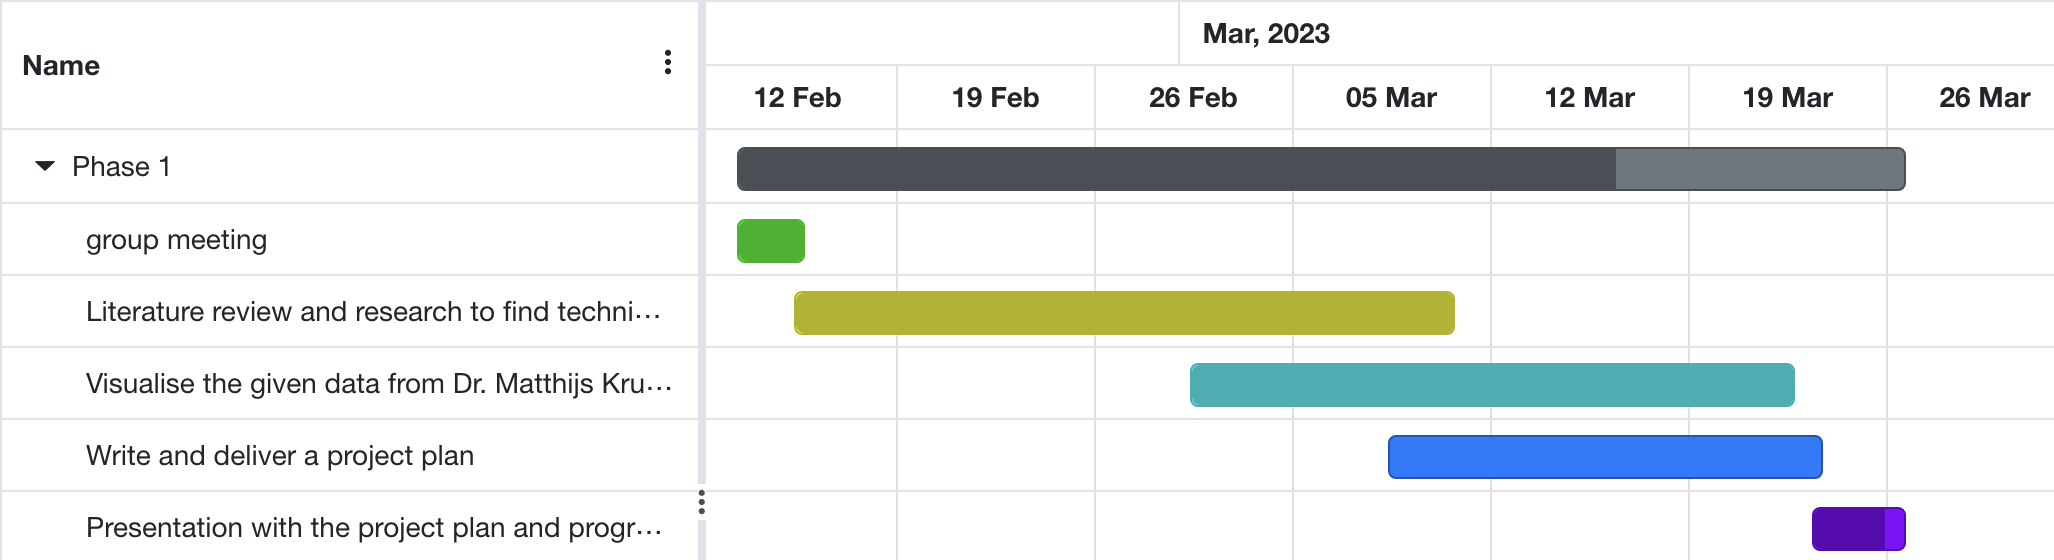 Name
Mar, 2023
12 Feb 19 Feb 26 Feb 05 Mar 12 Mar 19 Mar 26 Mar
Phase 1
group meeting
Literature review and research to find techni...
Visualise the given data from Dr. Matthijs Kru...
Write and deliver a project plan
Presentation with the project plan and progr...